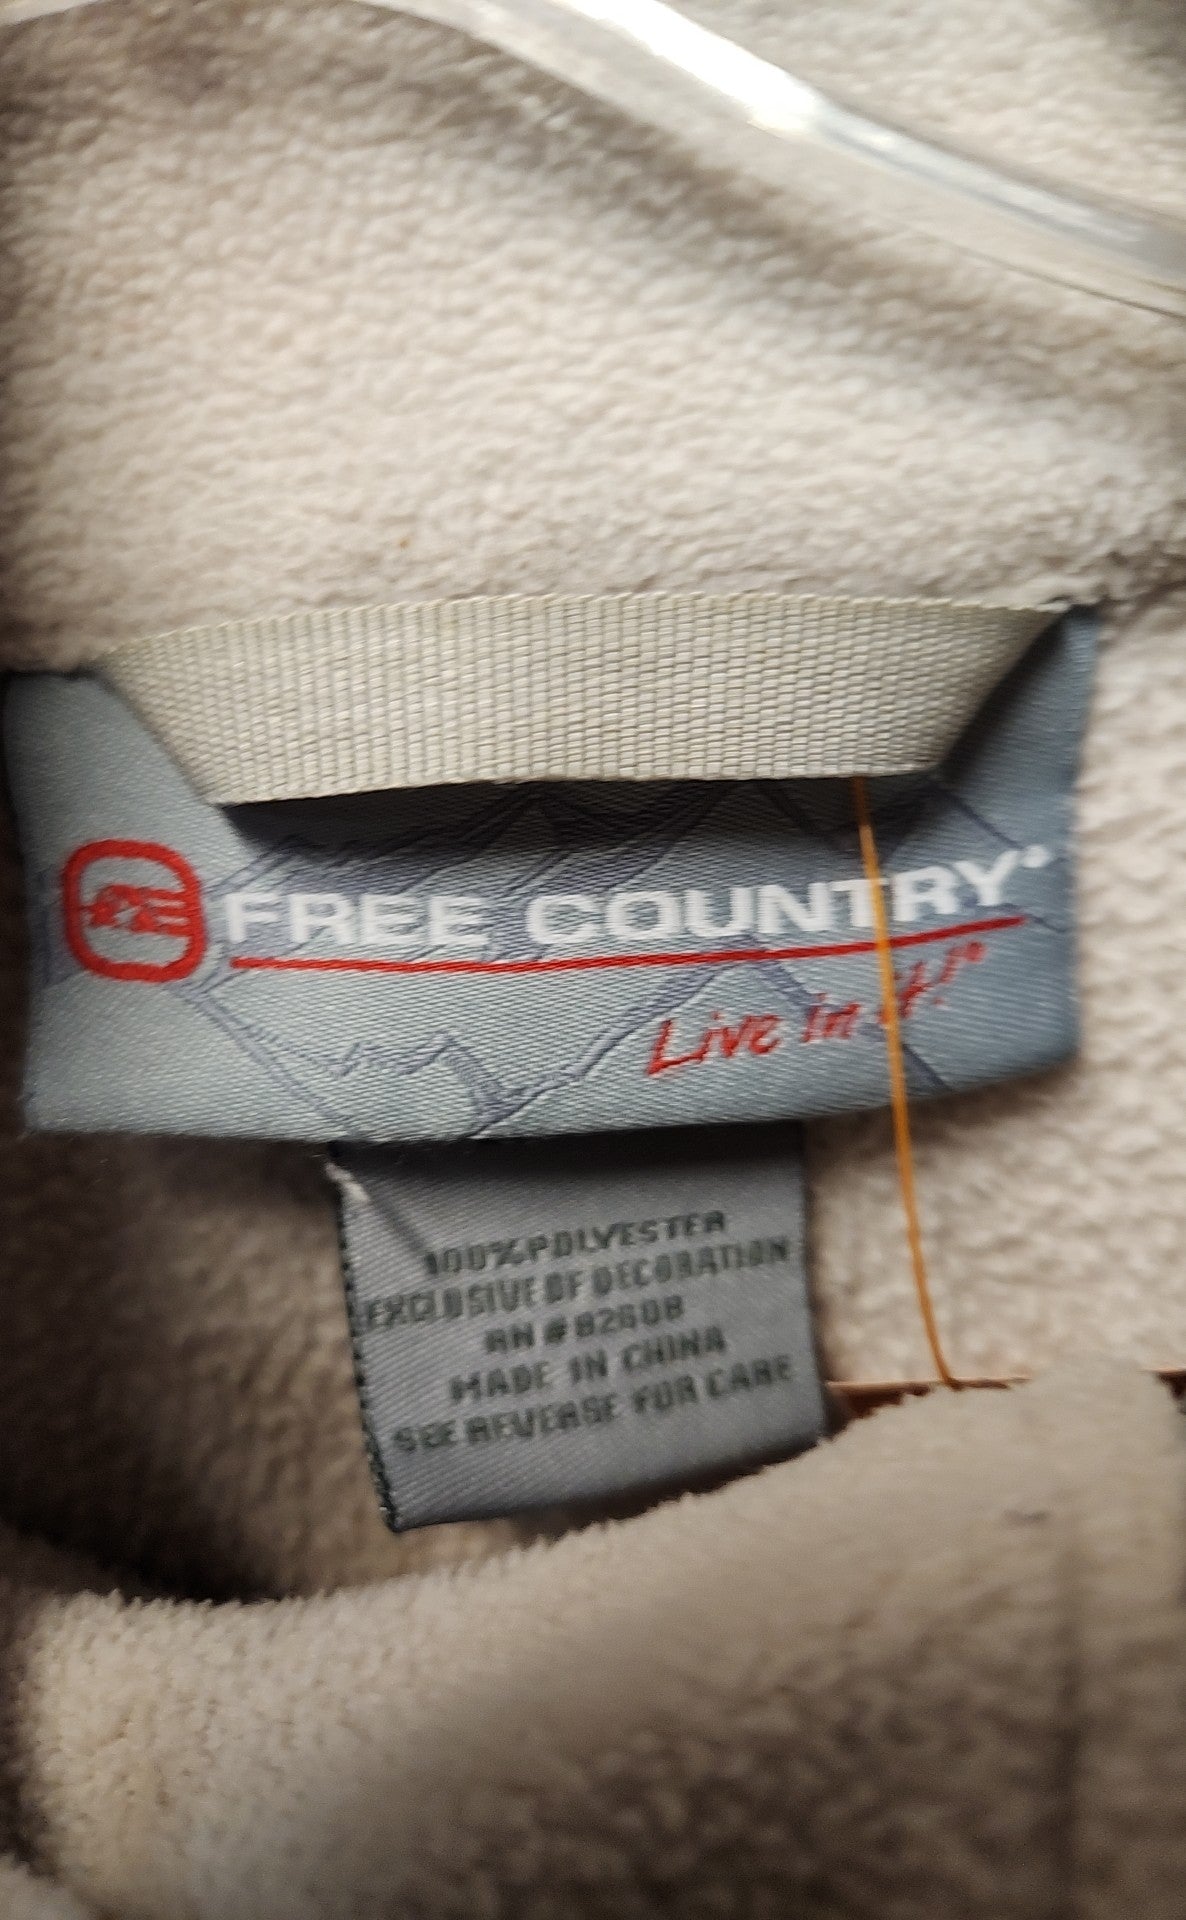 FREE COUNTRY®
Live in it!®
100% POLYESTER
EXCLUSIVE OF DECORATION
RN # 82608
MADE IN CHINA
SEE REVERSE FOR CARE